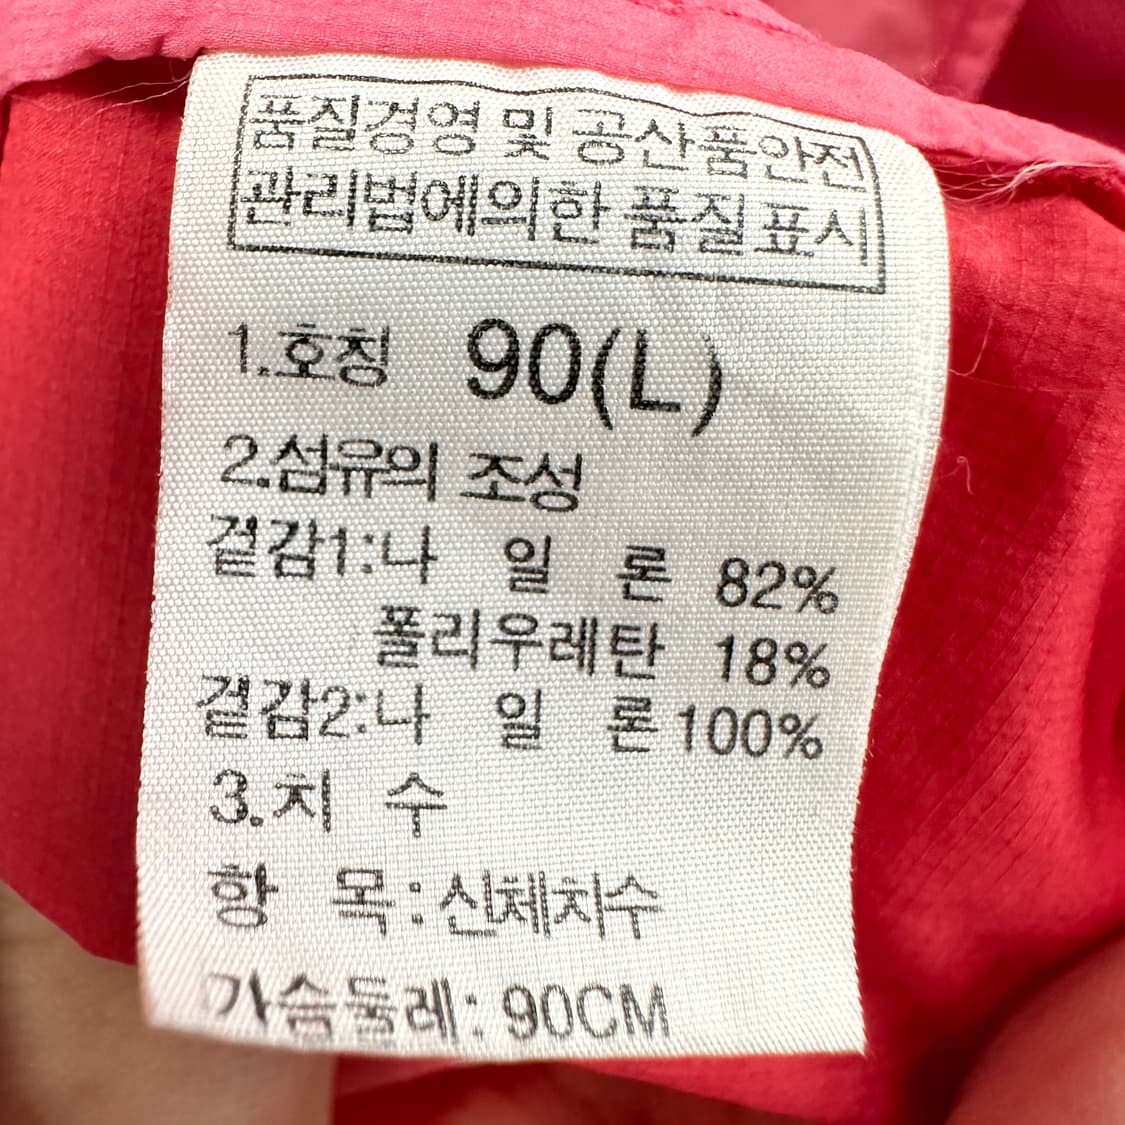 품질경영 및 공산품안전
관리법에의한 품질표시
1.호칭 90(L)
2.섬유의 조성
겉감1:나 일 론 82%
폴리우레탄 18%
겉감2:나 일 론 100%
3.치 수
항 목:신체치수
가슴둘레: 90CM